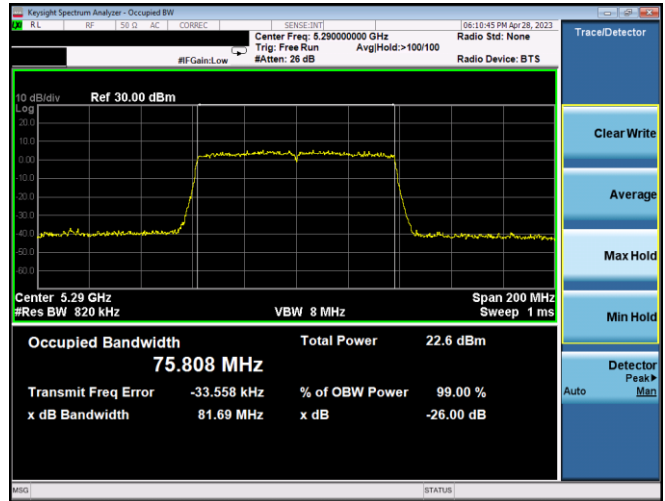 Keysight Spectrum Analyzer - Occupied BW
RL RF 50 Ω AC CORREC SENSE:INT 06:10:45 PM Apr 28, 2023
Center Freq: 5.290000000 GHz Radio Std: None
Trig: Free Run Avg|Hold:>100/100
#IFGain:Low #Atten: 26 dB Radio Device: BTS
Trace/Detector
10 dB/div Ref 30.00 dBm
Log
20.0
10.0
0.00
-10.0
-20.0
-30.0
-40.0
-50.0
-60.0
Center 5.29 GHz Span 200 MHz
#Res BW 820 kHz VBW 8 MHz Sweep 1 ms
Clear Write
Average
Max Hold
Min Hold
Detector
Peak▶
Auto Man
Occupied Bandwidth Total Power 22.6 dBm
75.808 MHz
Transmit Freq Error -33.558 kHz % of OBW Power 99.00 %
x dB Bandwidth 81.69 MHz x dB -26.00 dB
MSG STATUS